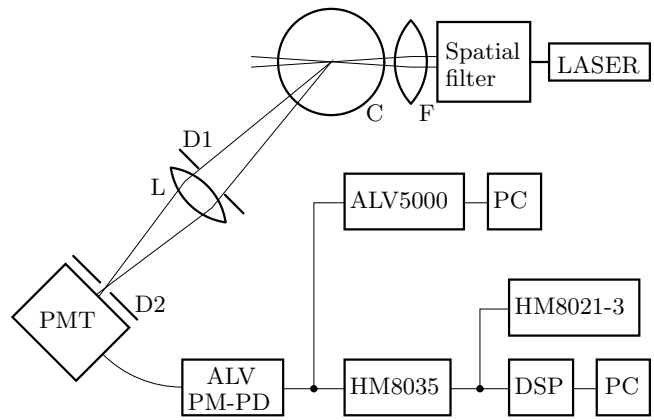 Spatial
filter
LASER
C
F
D1
L
ALV5000
PC
D2
PMT
HM8021-3
ALV
PM-PD
HM8035
DSP
PC